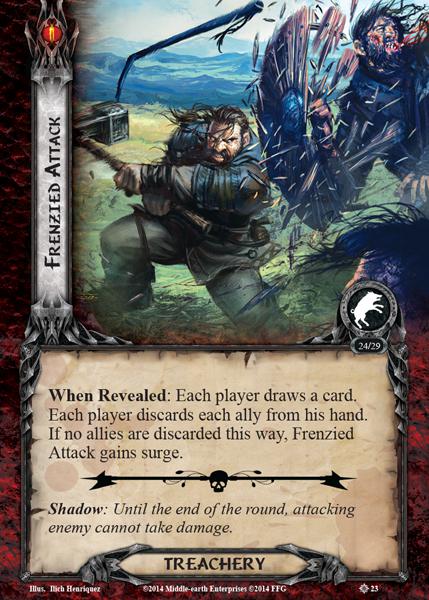 FRENZIED ATTACK
24/29
When Revealed: Each player draws a card.
Each player discards each ally from his hand.
If no allies are discarded this way, Frenzied
Attack gains surge.
Shadow: Until the end of the round, attacking
enemy cannot take damage.
TREACHERY
Illus. Ilich Henriquez ©2014 Middle-earth Enterprises ©2014 FFG 23